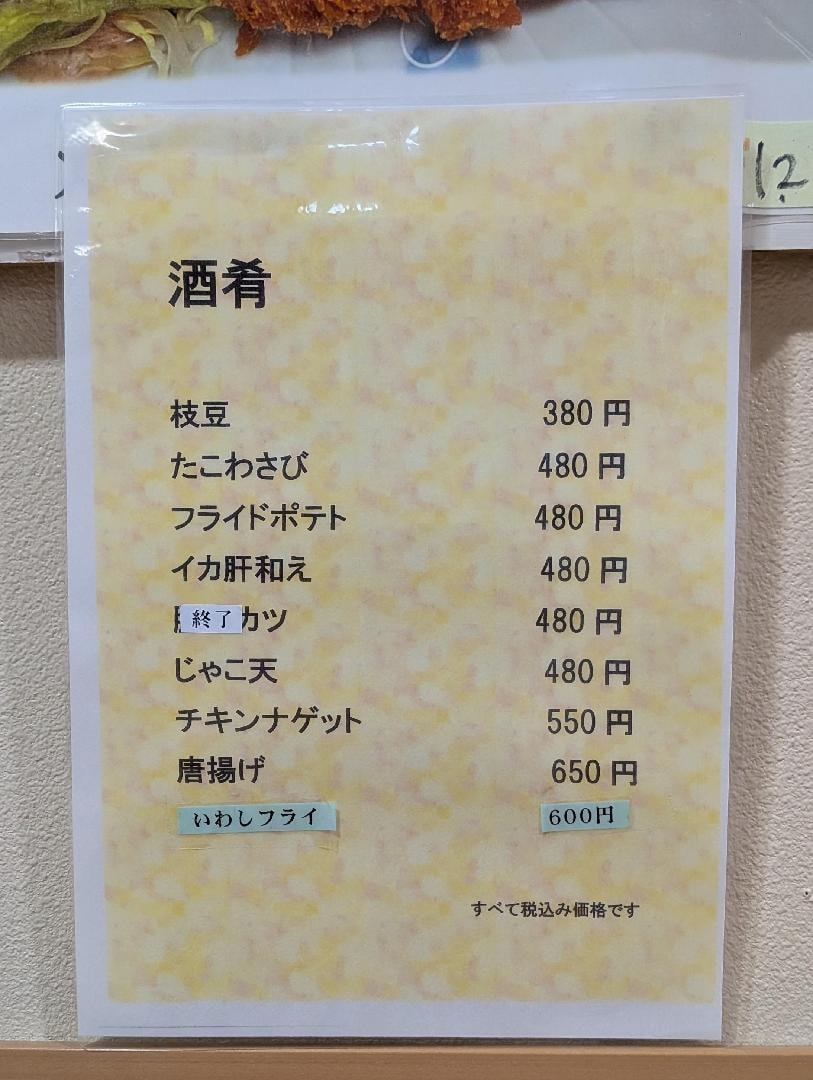 12
酒肴
枝豆 380円
たこわさび 480円
フライドポテト 480円
イカ肝和え 480円
終了カツ 480円
じゃこ天 480円
チキンナゲット 550円
唐揚げ 650円
いわしフライ 600円
すべて税込み価格です